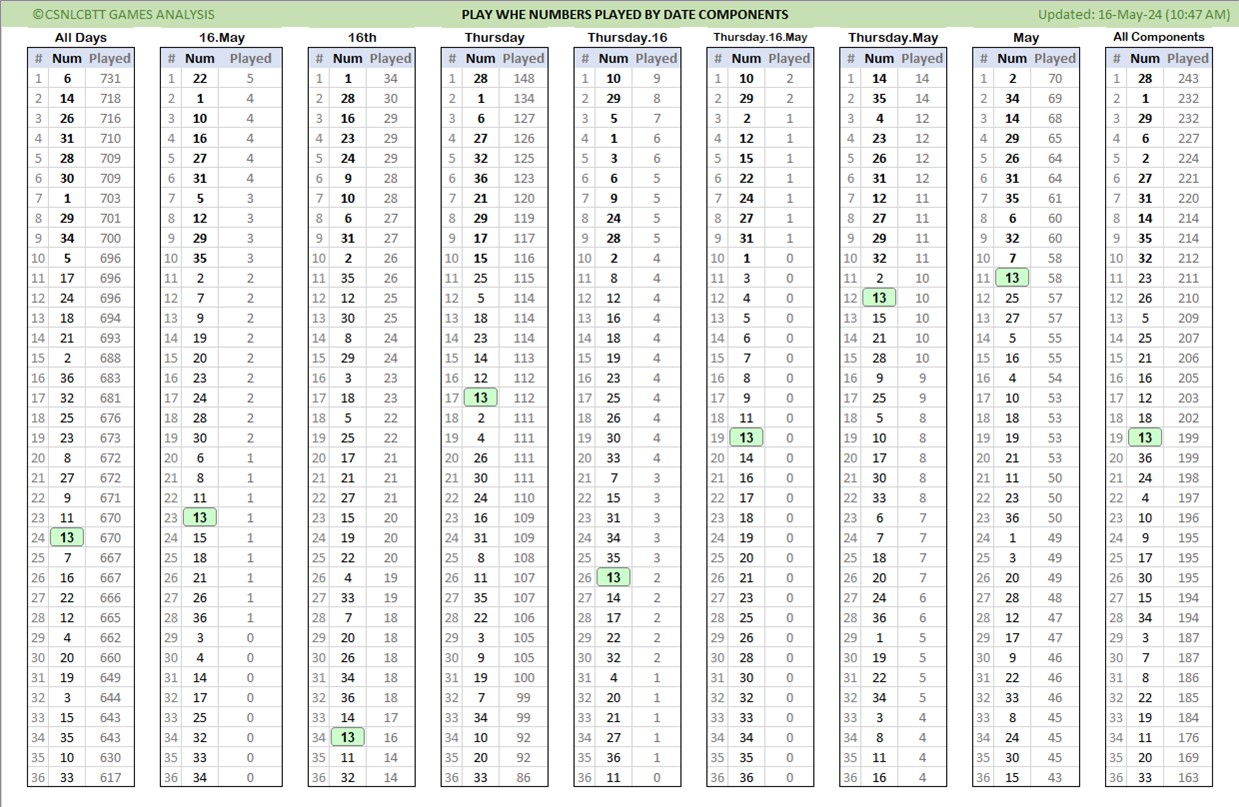 ©CSNLCBTT GAMES ANALYSIS PLAY WHE NUMBERS PLAYED BY DATE COMPONENTS Updated: 16-May-24 (10:47 AM)
All Days 16.May 16th Thursday Thursday.16 Thursday.16.May Thursday.May May All Components
# Num Played # Num Played # Num Played # Num Played # Num Played # Num Played # Num Played # Num Played # Num Played
1 6 731 1 22 5 1 1 34 1 28 148 1 10 9 1 10 2 1 14 14 1 2 70 1 28 243
2 14 718 2 1 4 2 28 30 2 1 134 2 29 8 2 29 2 2 35 14 2 34 69 2 1 232
3 26 716 3 10 4 3 16 29 3 6 127 3 5 7 3 2 1 3 4 12 3 14 68 3 29 232
4 31 710 4 16 4 4 23 29 4 27 126 4 1 6 4 12 1 4 23 12 4 29 65 4 6 227
5 28 709 5 27 4 5 24 29 5 32 125 5 3 6 5 15 1 5 26 12 5 26 64 5 2 224
6 30 709 6 31 4 6 9 28 6 36 123 6 6 5 6 22 1 6 31 12 6 31 64 6 27 221
7 1 703 7 5 3 7 10 28 7 21 120 7 9 5 7 24 1 7 12 11 7 35 61 7 31 220
8 29 701 8 12 3 8 6 27 8 29 119 8 24 5 8 27 1 8 27 11 8 6 60 8 14 214
9 34 700 9 29 3 9 31 27 9 17 117 9 28 5 9 31 1 9 29 11 9 32 60 9 35 214
10 5 696 10 35 3 10 2 26 10 15 116 10 2 4 10 1 0 10 32 11 10 7 58 10 32 212
11 17 696 11 2 2 11 35 26 11 25 115 11 8 4 11 3 0 11 2 10 11 13 58 11 23 211
12 24 696 12 7 2 12 12 25 12 5 114 12 12 4 12 4 0 12 13 10 12 25 57 12 26 210
13 18 694 13 9 2 13 30 25 13 18 114 13 16 4 13 5 0 13 15 10 13 27 57 13 5 209
14 21 693 14 19 2 14 8 24 14 23 114 14 18 4 14 6 0 14 21 10 14 5 55 14 25 207
15 2 688 15 20 2 15 29 24 15 14 113 15 19 4 15 7 0 15 28 10 15 16 55 15 21 206
16 36 683 16 23 2 16 3 23 16 12 112 16 23 4 16 8 0 16 9 9 16 4 54 16 16 205
17 32 681 17 24 2 17 18 23 17 13 112 17 25 4 17 9 0 17 25 9 17 10 53 17 12 203
18 25 676 18 28 2 18 5 22 18 2 111 18 26 4 18 11 0 18 5 8 18 18 53 18 18 202
19 23 673 19 30 2 19 25 22 19 4 111 19 30 4 19 13 0 19 10 8 19 19 53 19 13 199
20 8 672 20 6 1 20 17 21 20 26 111 20 33 4 20 14 0 20 17 8 20 21 53 20 36 199
21 27 672 21 8 1 21 21 21 21 30 111 21 7 3 21 16 0 21 30 8 21 11 50 21 24 198
22 9 671 22 11 1 22 27 21 22 24 110 22 15 3 22 17 0 22 33 8 22 23 50 22 4 197
23 11 670 23 13 1 23 15 20 23 16 109 23 31 3 23 18 0 23 6 7 23 36 50 23 10 196
24 13 670 24 15 1 24 19 20 24 31 109 24 34 3 24 19 0 24 7 7 24 1 49 24 9 195
25 7 667 25 18 1 25 22 20 25 8 108 25 35 3 25 20 0 25 18 7 25 3 49 25 17 195
26 16 667 26 21 1 26 4 19 26 11 107 26 13 2 26 21 0 26 20 7 26 20 49 26 30 195
27 22 666 27 26 1 27 33 19 27 35 107 27 14 2 27 23 0 27 24 6 27 28 47 27 15 194
28 12 665 28 36 1 28 7 18 28 22 106 28 17 2 28 25 0 28 36 6 28 12 47 28 34 194
29 4 662 29 3 0 29 20 18 29 3 105 29 22 2 29 26 0 29 1 5 29 17 47 29 3 187
30 20 660 30 4 0 30 26 18 30 9 105 30 32 2 30 28 0 30 19 5 30 9 46 30 7 187
31 19 649 31 14 0 31 34 18 31 19 100 31 4 1 31 30 0 31 22 5 31 22 46 31 8 186
32 3 644 32 17 0 32 36 18 32 7 99 32 20 1 32 32 0 32 34 5 32 33 46 32 22 185
33 15 643 33 25 0 33 14 17 33 34 99 33 21 1 33 33 0 33 3 4 33 8 45 33 19 184
34 35 643 34 32 0 34 13 16 34 10 92 34 27 1 34 34 0 34 8 4 34 24 45 34 11 176
35 10 630 35 33 0 35 11 14 35 20 92 35 36 1 35 35 0 35 11 4 35 30 45 35 20 169
36 33 617 36 34 0 36 32 14 36 33 86 36 11 0 36 36 0 36 16 4 36 15 43 36 33 163